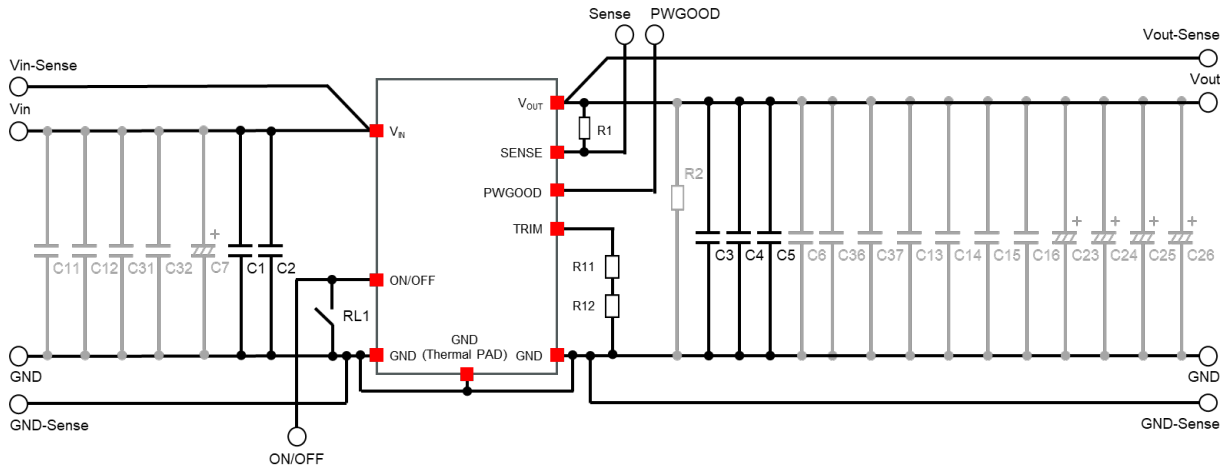 Sense PWGOOD
Vin-Sense
Vout-Sense
Vin
Vout
VOUT
R1
VIN
SENSE
R2
PWGOOD
TRIM
C11 C12 C31 C32 + C7 C1 C2
R11
C3 C4 C5 C6 C36 C37 C13 C14 C15 C16 + C23 + C24 + C25 + C26
ON/OFF
R12
RL1
GND
(Thermal PAD)
GND
GND
GND
GND
GND-Sense
GND-Sense
ON/OFF